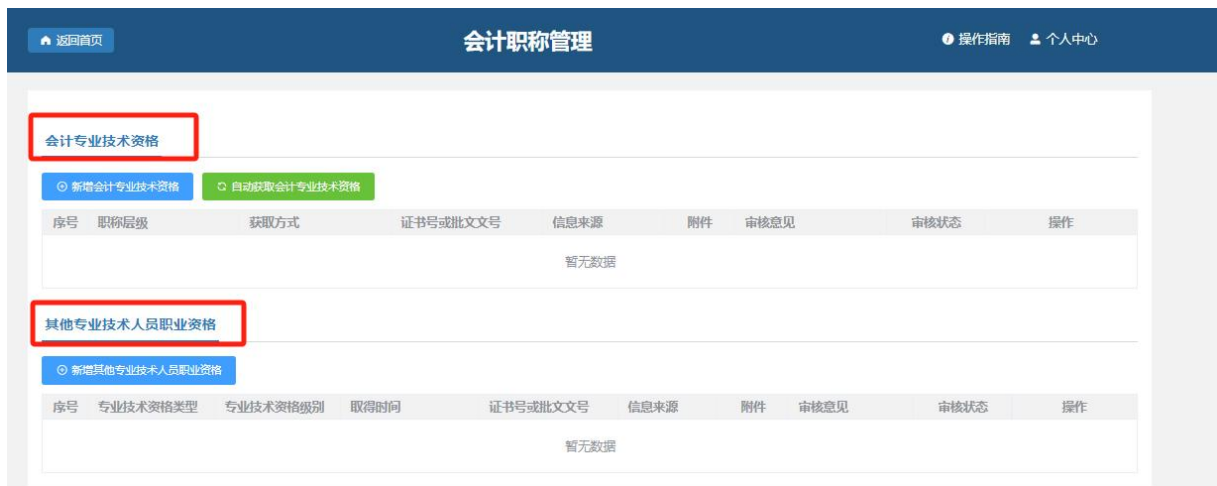 返回首页 会计职称管理 操作指南 个人中心
会计专业技术资格
新增会计专业技术资格 自动获取会计专业技术资格
序号 职称层级 获取方式 证书号或批文文号 信息来源 附件 审核意见 审核状态 操作
暂无数据
其他专业技术人员职业资格
新增其他专业技术人员职业资格
序号 专业技术资格类型 专业技术资格级别 取得时间 证书号或批文文号 信息来源 附件 审核意见 审核状态 操作
暂无数据